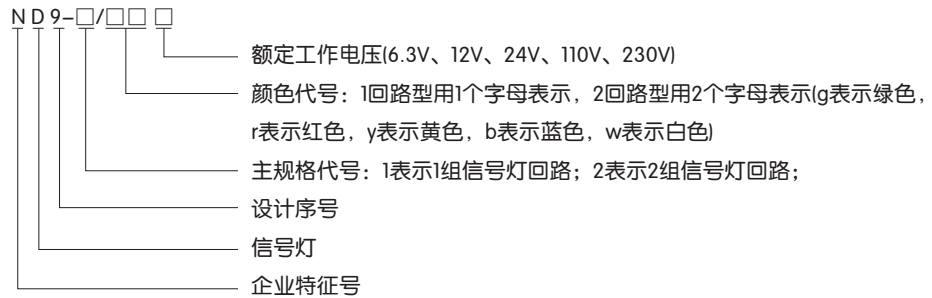 ND9-□/□□ □
额定工作电压(6.3V、12V、24V、110V、230V)
颜色代号：1回路型用1个字母表示，2回路型用2个字母表示(g表示绿色，
r表示红色，y表示黄色，b表示蓝色，w表示白色)
主规格代号：1表示1组信号灯回路；2表示2组信号灯回路；
设计序号
信号灯
企业特征号